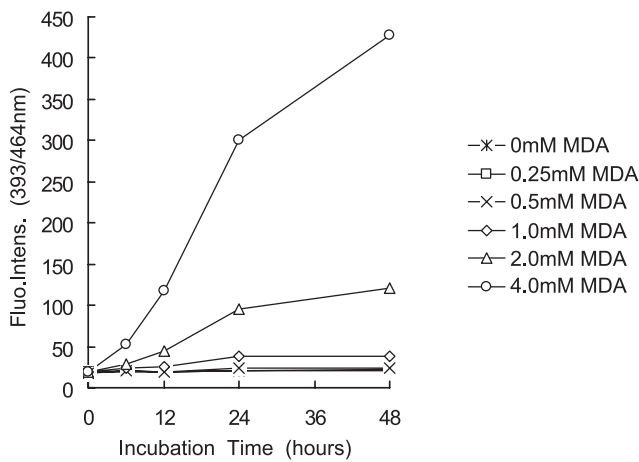 450
400
350
300
250
200
150
100
50
0
Fluo.Intens. (393/464nm)
0 12 24 36 48
Incubation Time (hours)
0mM MDA
0.25mM MDA
0.5mM MDA
1.0mM MDA
2.0mM MDA
4.0mM MDA